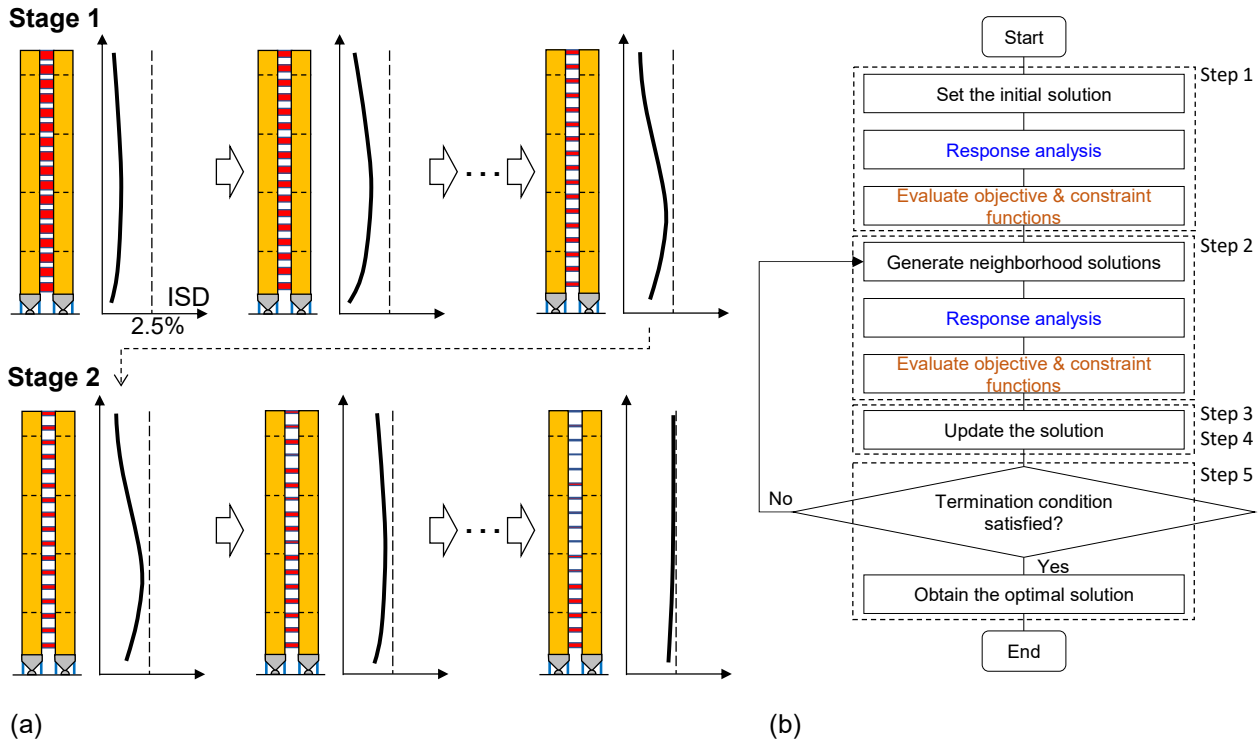 Stage 1
ISD
2.5%
Stage 2
(a)
Start
Step 1
Set the initial solution
Response analysis
Evaluate objective & constraint
functions
Step 2
Generate neighborhood solutions
Response analysis
Evaluate objective & constraint
functions
Step 3
Update the solution
Step 4
Step 5
No
Termination condition
satisfied?
Yes
Obtain the optimal solution
End
(b)